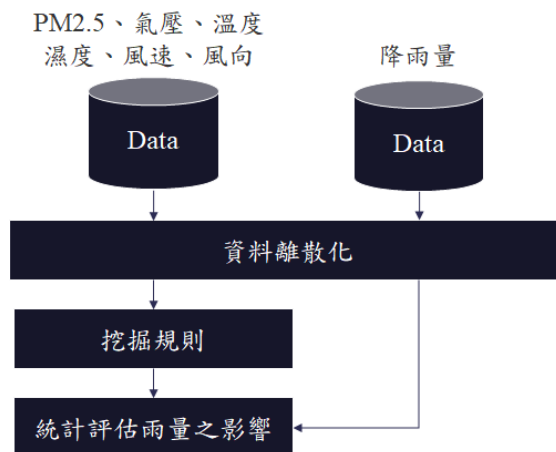 PM2.5、氣壓、溫度
濕度、風速、風向
降雨量
Data
Data
資料離散化
挖掘規則
統計評估雨量之影響